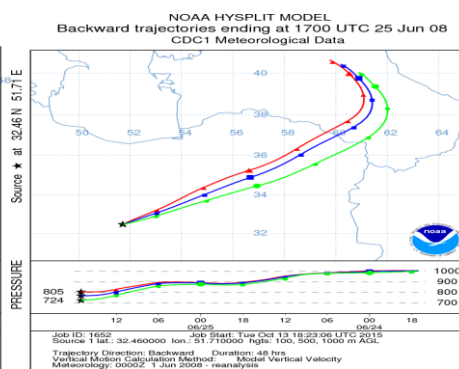 NOAA HYSPLIT MODEL
Backward trajectories ending at 1700 UTC 25 Jun 08
CDC1 Meteorological Data
Source ★ at 32.46 N 51.71 E
40
38
36
34
32
50 52 54 56 58 60 62 64
noaa
PRESSURE
805
724
1000
900
800
700
12 06 00 18 12 06 00 18
06/25 06/24
Job ID: 1652 Job Start: Tue Oct 13 18:23:06 UTC 2015
Source 1 lat.: 32.460000 lon.: 51.710000 hgts: 100, 500, 1000 m AGL
Trajectory Direction: Backward Duration: 48 hrs
Vertical Motion Calculation Method: Model Vertical Velocity
Meteorology: 0000Z 1 Jun 2008 - reanalysis